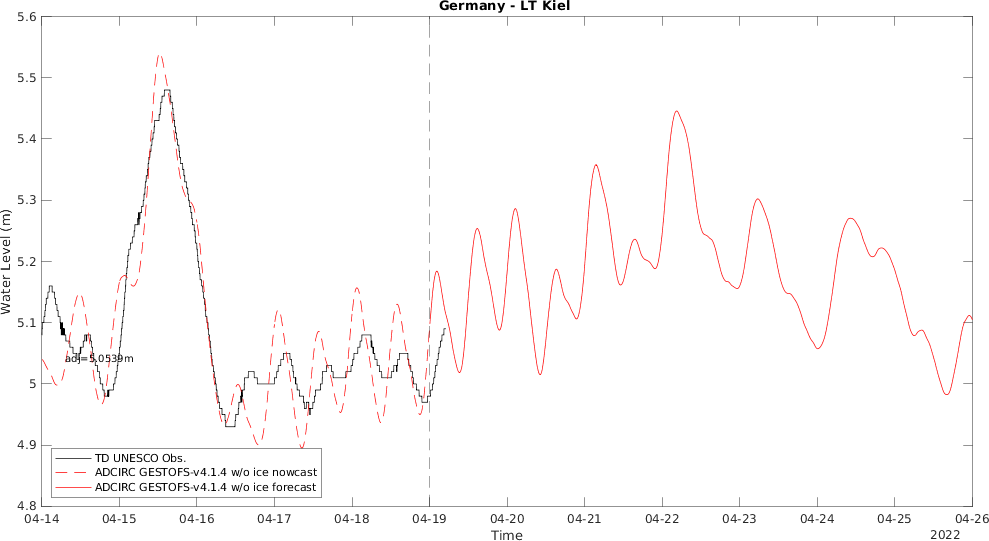 Germany - LT Kiel
5.6
5.5
5.4
5.3
5.2
5.1
5
4.9
4.8
Water Level (m)
adj=5.0539m
TD UNESCO Obs.
ADCIRC GESTOFS-v4.1.4 w/o ice nowcast
ADCIRC GESTOFS-v4.1.4 w/o ice forecast
04-14 04-15 04-16 04-17 04-18 04-19 04-20 04-21 04-22 04-23 04-24 04-25 04-26
Time
2022